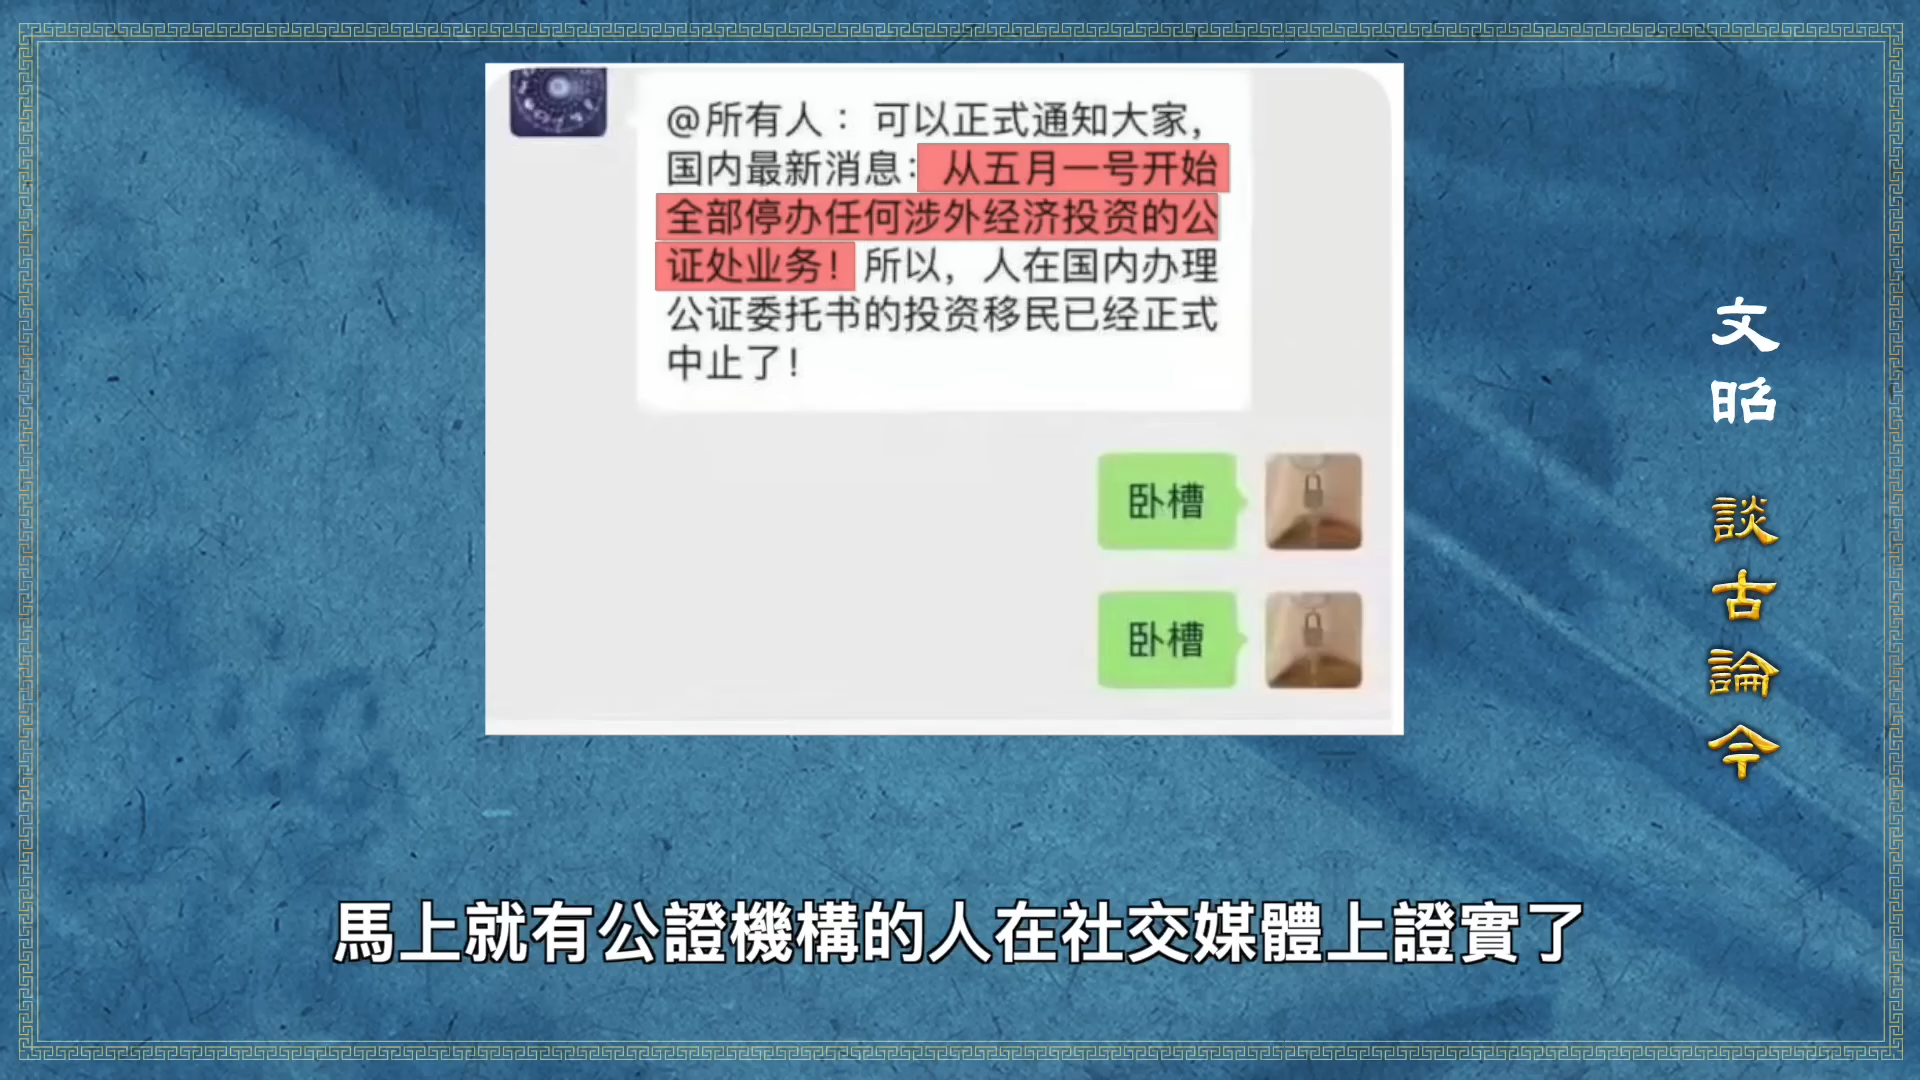 @所有人：可以正式通知大家，
国内最新消息：从五月一号开始
全部停办任何涉外经济投资的公
证处业务！所以，人在国内办理
公证委托书的投资移民已经正式
中止了！
卧槽
卧槽
文昭
談古論今
馬上就有公證機構的人在社交媒體上證實了